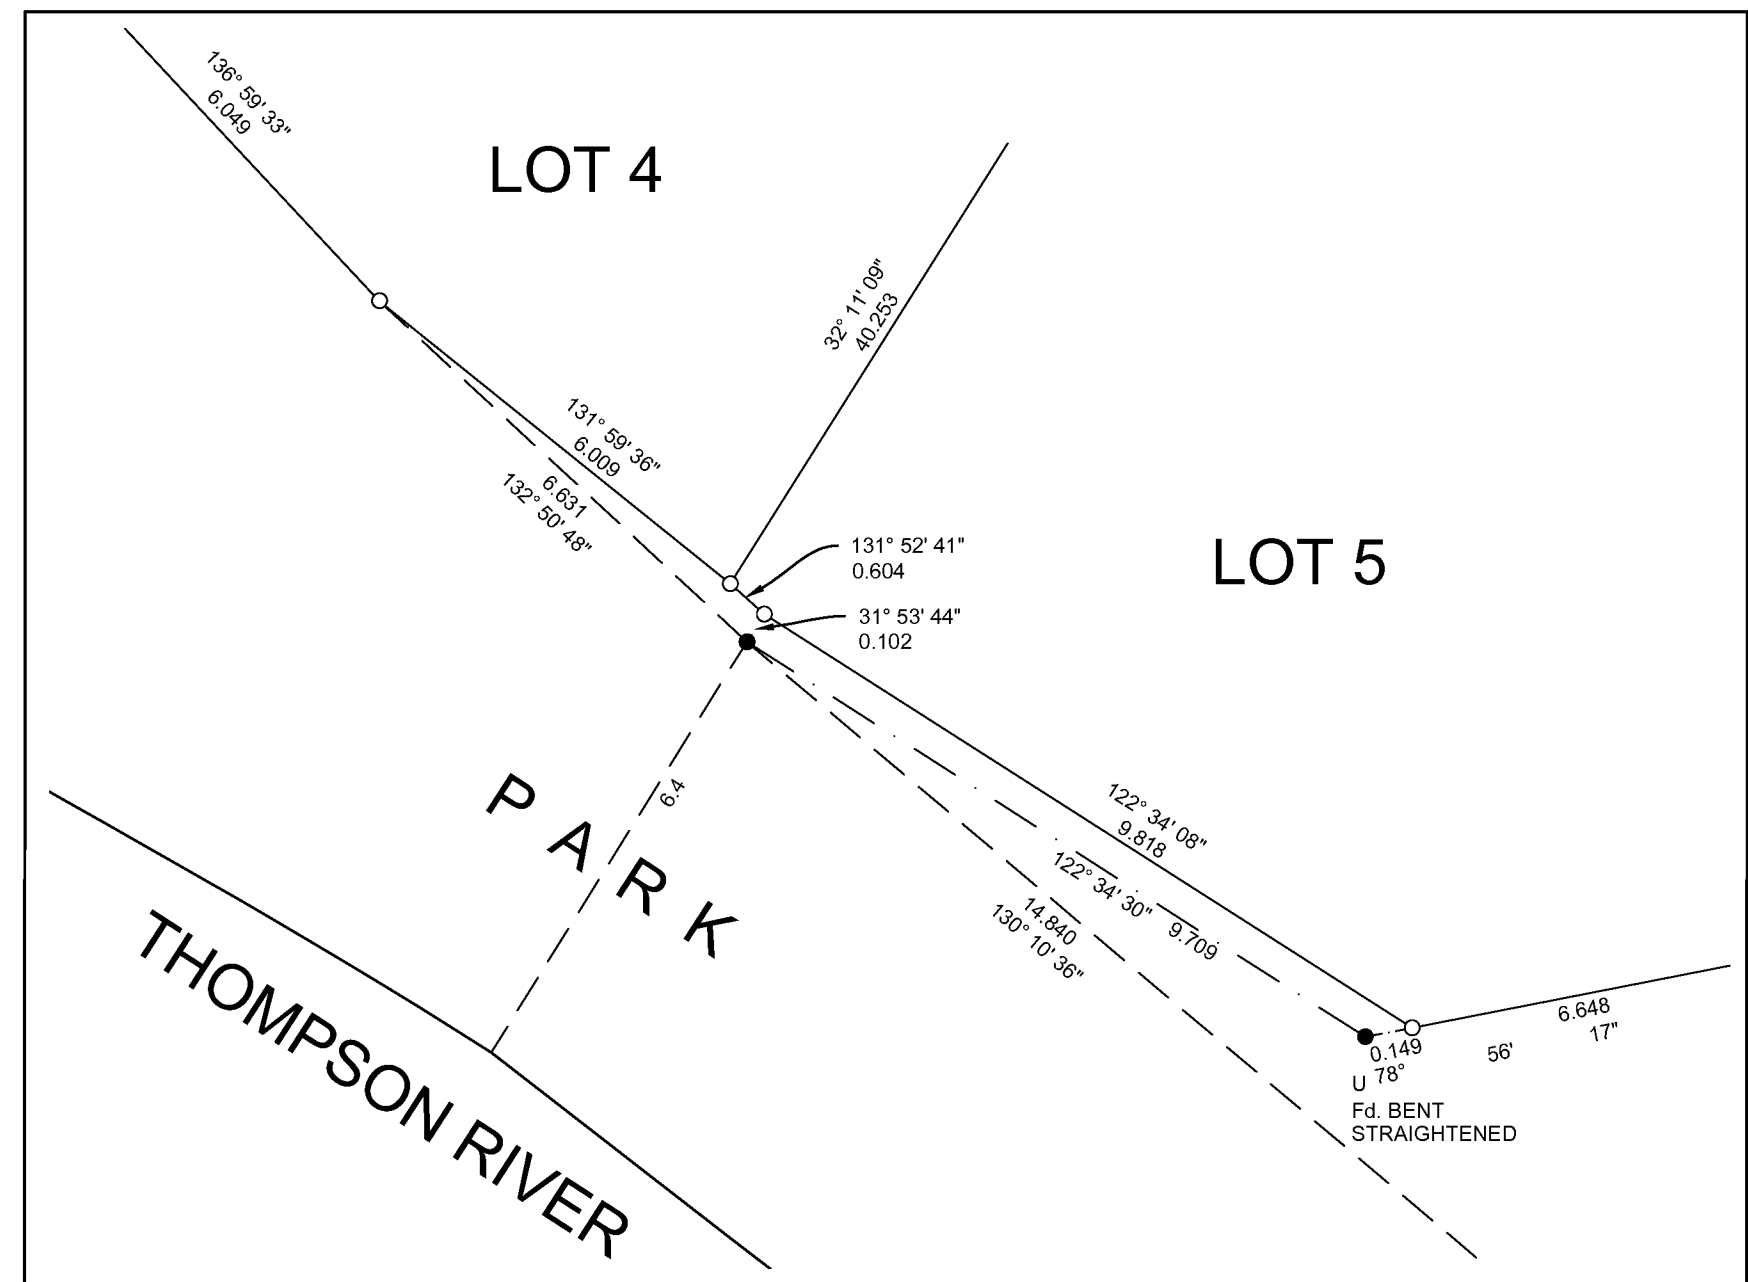 136° 59' 33"
6.049
LOT 4
32° 11' 09"
40.253
131° 59' 36"
6.009
6.631
132° 50' 48"
131° 52' 41"
0.604
LOT 5
31° 53' 44"
0.102
6.4
PARK
122° 34' 08"
9.818
122° 34' 30" 9.709
14.840
130° 10' 36"
THOMPSON RIVER
6.648
0.149
78° 56' 17"
U
Fd. BENT
STRAIGHTENED